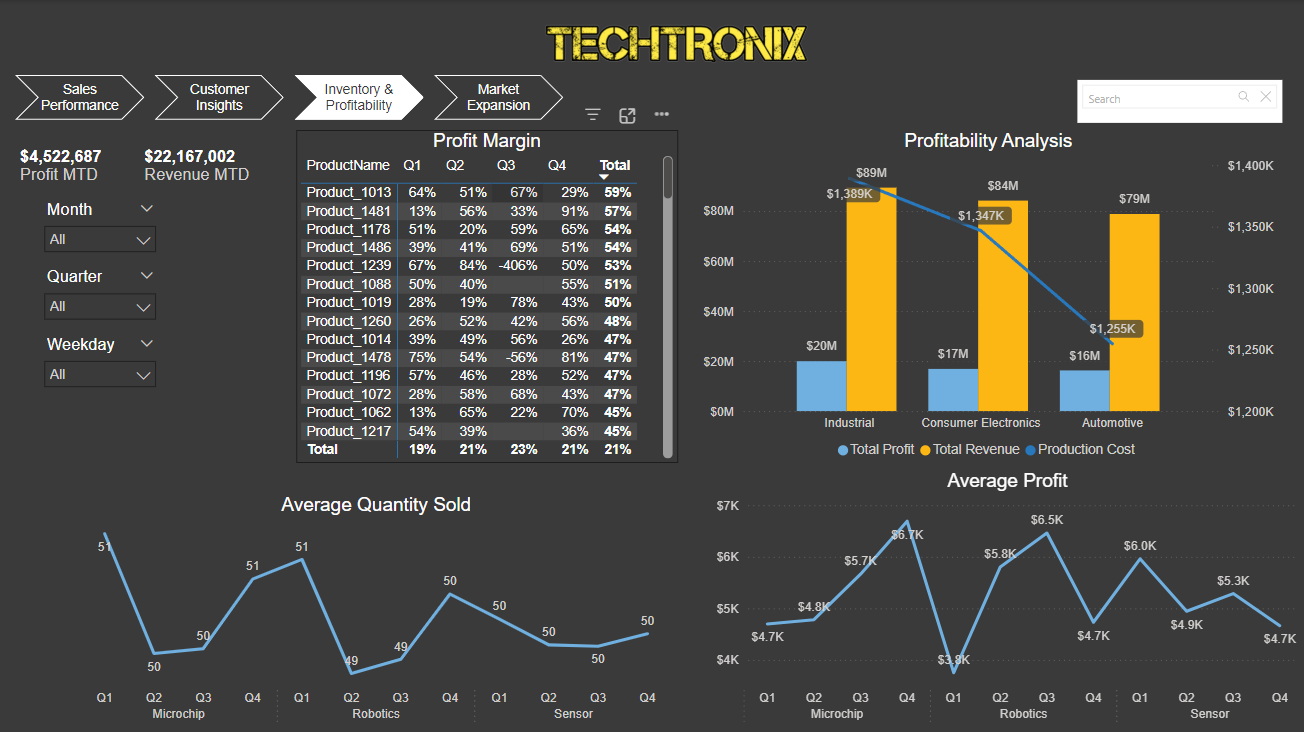 TECHTRONIX
Sales Performance
Customer Insights
Inventory & Profitability
Market Expansion
Search
$4,522,687
Profit MTD
$22,167,002
Revenue MTD
Month
All
Quarter
All
Weekday
All
Profit Margin
ProductName Q1 Q2 Q3 Q4 Total
Product_1013 64% 51% 67% 29% 59%
Product_1481 13% 56% 33% 91% 57%
Product_1178 51% 20% 59% 65% 54%
Product_1486 39% 41% 69% 51% 54%
Product_1239 67% 84% -406% 50% 53%
Product_1088 50% 40% 55% 51%
Product_1019 28% 19% 78% 43% 50%
Product_1260 26% 52% 42% 56% 48%
Product_1014 39% 49% 56% 26% 47%
Product_1478 75% 54% -56% 81% 47%
Product_1196 57% 46% 28% 52% 47%
Product_1072 28% 58% 68% 43% 47%
Product_1062 13% 65% 22% 70% 45%
Product_1217 54% 39% 36% 45%
Total 19% 21% 23% 21% 21%
Profitability Analysis
$80M
$60M
$40M
$20M
$0M
$89M
$1,389K
$84M
$1,347K
$79M
$1,255K
$20M
$17M
$16M
$1,400K
$1,350K
$1,300K
$1,250K
$1,200K
Industrial Consumer Electronics Automotive
Total Profit Total Revenue Production Cost
Average Quantity Sold
51 50 50 51 51 49 49 50 50 50 50 50
Q1 Q2 Q3 Q4 Q1 Q2 Q3 Q4 Q1 Q2 Q3 Q4
Microchip Robotics Sensor
Average Profit
$7K
$6K
$5K
$4K
$4.7K $4.8K $5.7K $6.7K $3.8K $5.8K $6.5K $4.7K $6.0K $4.9K $5.3K $4.7K
Q1 Q2 Q3 Q4 Q1 Q2 Q3 Q4 Q1 Q2 Q3 Q4
Microchip Robotics Sensor